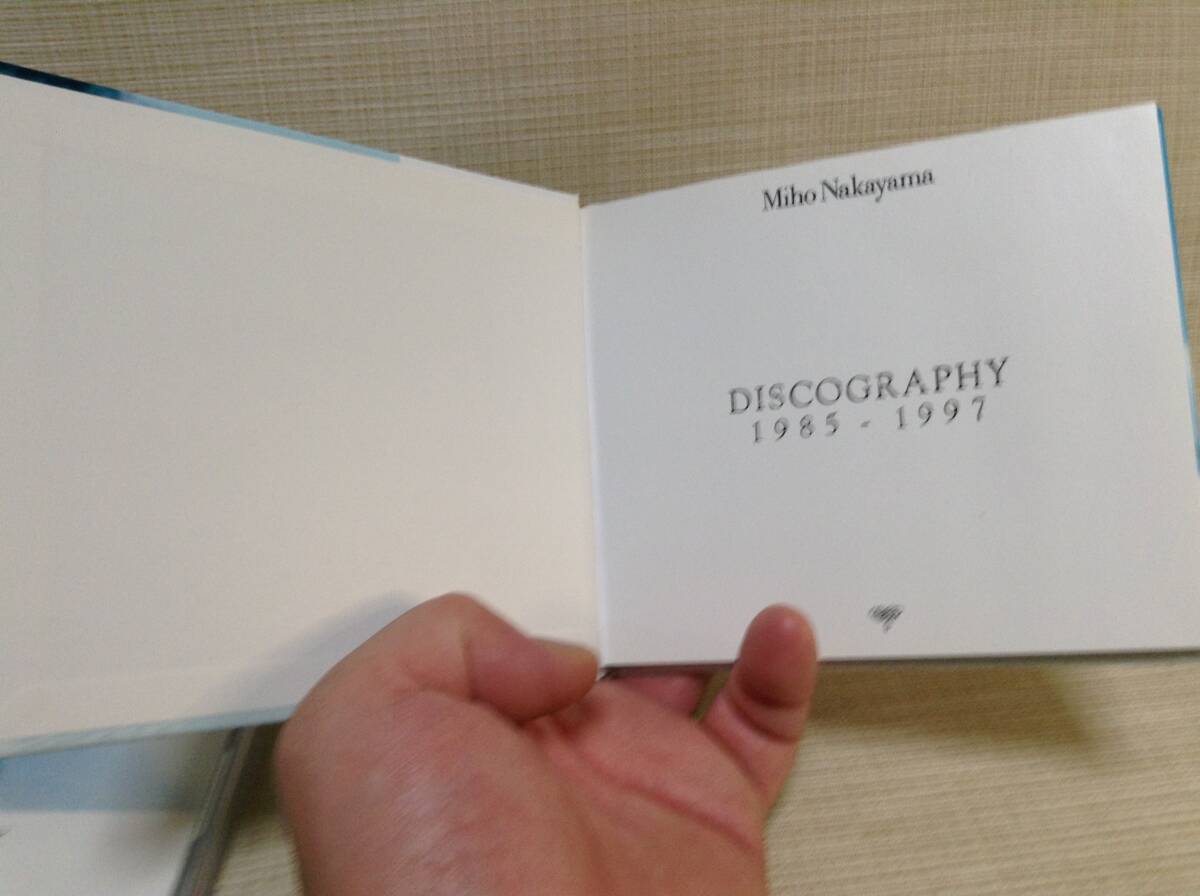 Miho Nakayama
DISCOGRAPHY
1985 - 1997